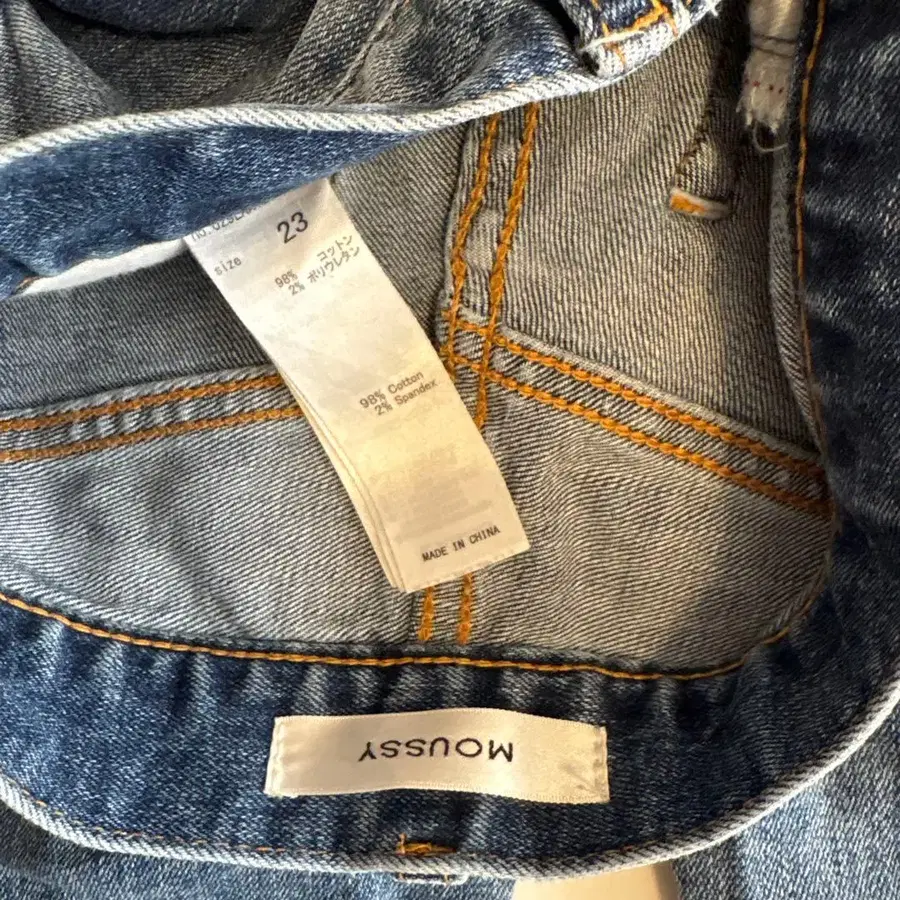 size 23
98% コットン
2% ポリウレタン
98% Cotton
2% Spandex
MADE IN CHINA
MOUSSY